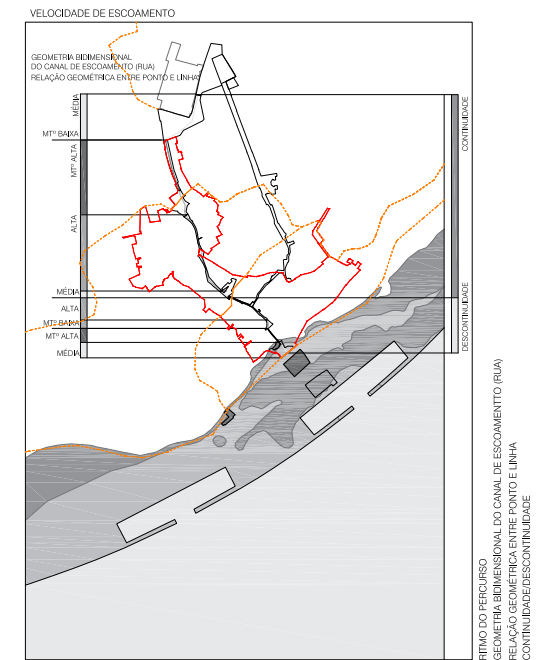 VELOCIDADE DE ESCOAMENTO
GEOMETRIA BIDIMENSIONAL
DO CANAL DE ESCOAMENTO (RUA)
RELAÇÃO GEOMÉTRICA ENTRE PONTO E LINHA
MÉDIA
MTº BAIXA
MTº ALTA
ALTA
MÉDIA
ALTA
MTº BAIXA
MTº ALTA
MÉDIA
CONTINUIDADE
DESCONTINUIDADE
RITMO DO PERCURSO
GEOMETRIA BIDIMENSIONAL DO CANAL DE ESCOAMENTTO (RUA)
RELAÇÃO GEOMÉTRICA ENTRE PONTO E LINHA
CONTINUIDADE/DESCONTINUIDADE